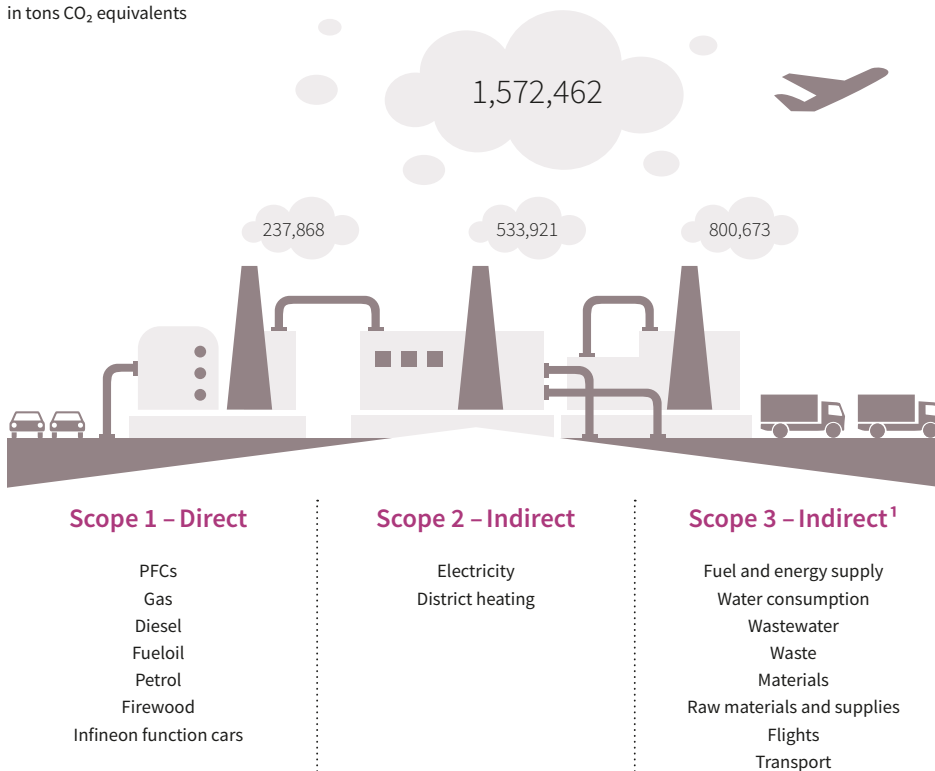 in tons CO₂ equivalents
1,572,462
237,868
533,921
800,673
Scope 1 – Direct
PFCs
Gas
Diesel
Fueloil
Petrol
Firewood
Infineon function cars
Scope 2 – Indirect
Electricity
District heating
Scope 3 – Indirect¹
Fuel and energy supply
Water consumption
Wastewater
Waste
Materials
Raw materials and supplies
Flights
Transport